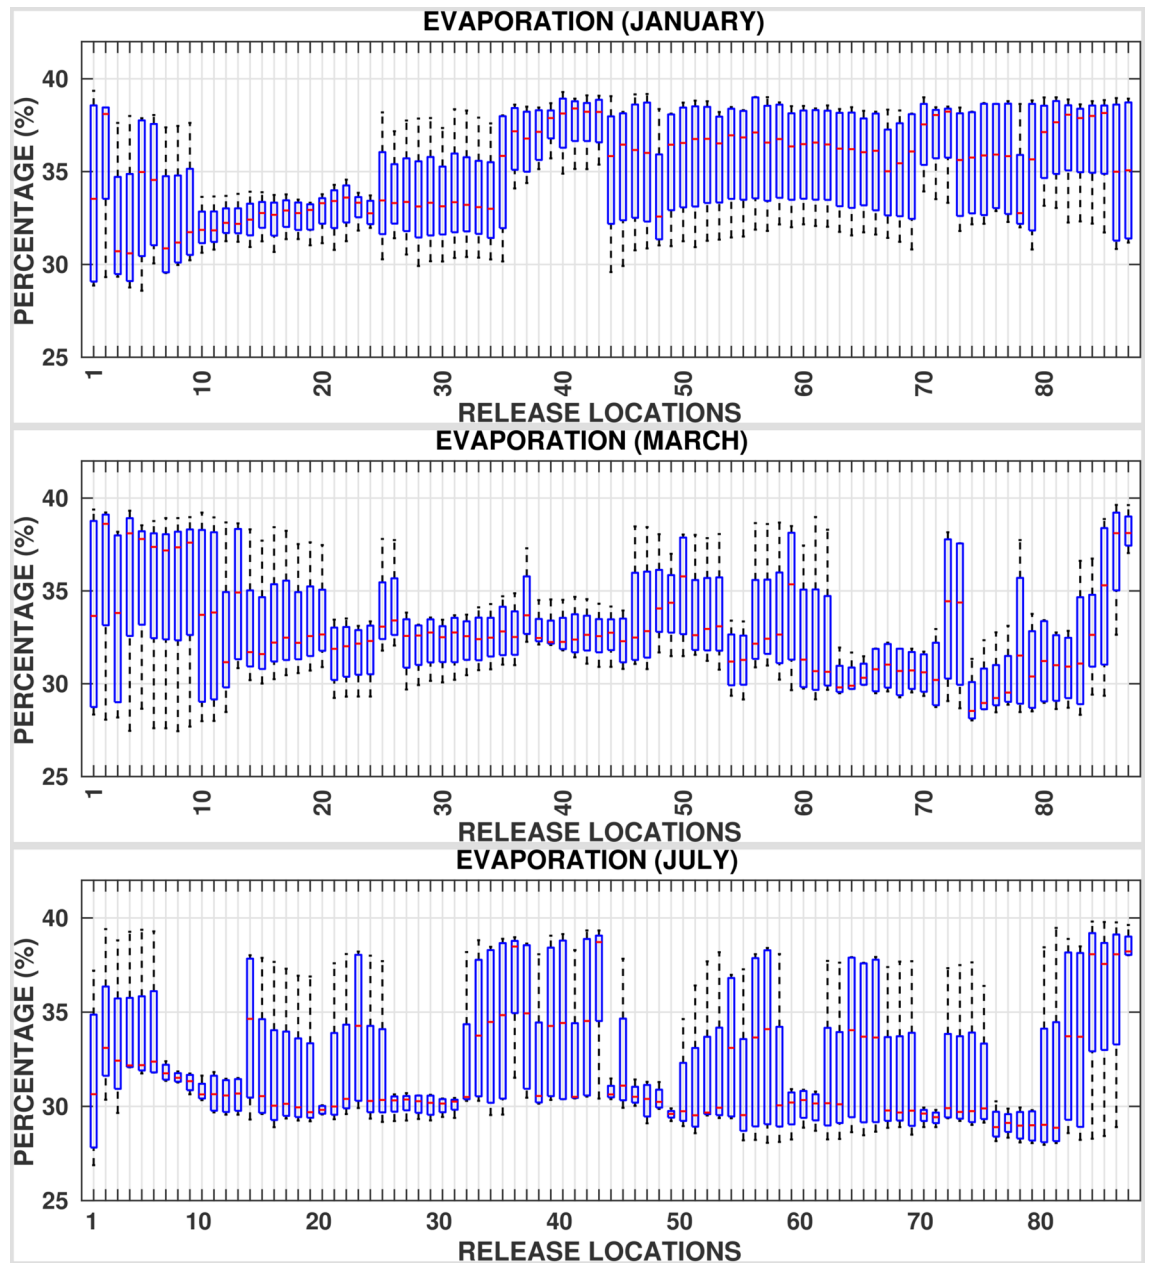 EVAPORATION (JANUARY)
PERCENTAGE (%)
40
35
30
25
1 10 20 30 40 50 60 70 80
RELEASE LOCATIONS
EVAPORATION (MARCH)
PERCENTAGE (%)
40
35
30
25
1 10 20 30 40 50 60 70 80
RELEASE LOCATIONS
EVAPORATION (JULY)
PERCENTAGE (%)
40
35
30
25
1 10 20 30 40 50 60 70 80
RELEASE LOCATIONS